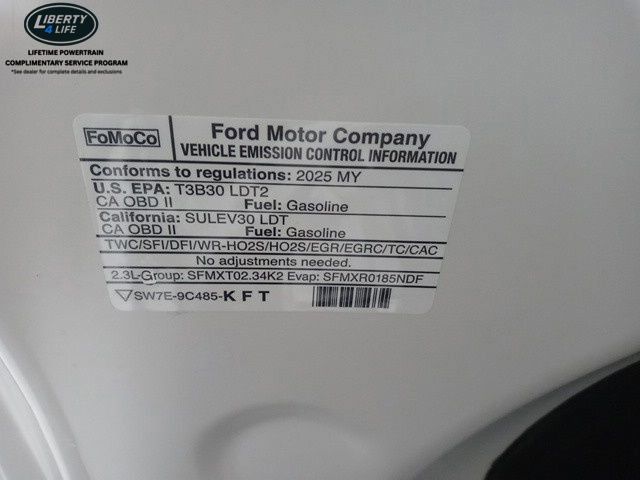 LIBERTY
4 LIFE
LIFETIME POWERTRAIN
COMPLIMENTARY SERVICE PROGRAM
*See dealer for complete details and exclusions
FoMoCo
Ford Motor Company
VEHICLE EMISSION CONTROL INFORMATION
Conforms to regulations: 2025 MY
U.S. EPA: T3B30 LDT2
CA OBD II Fuel: Gasoline
California: SULEV30 LDT
CA OBD II Fuel: Gasoline
TWC/SFI/DFI/WR-HO2S/HO2S/EGR/EGRC/TC/CAC
No adjustments needed.
2.3L-Group: SFMXT02.34K2 Evap: SFMXR0185NDF
SW7E-9C485-K F T